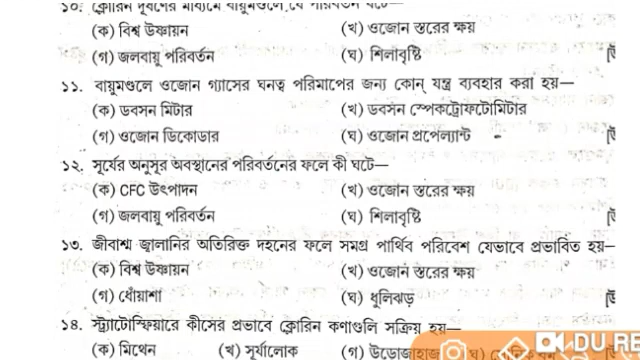 ১০. ক্লোরিন দূষণের মাধ্যমে বায়ুমণ্ডলে যে পরিবর্তন ঘটে—
(ক) বিশ্ব উষ্ণায়ন (খ) ওজোন স্তরের ক্ষয়
(গ) জলবায়ু পরিবর্তন (ঘ) শিলাবৃষ্টি
১১. বায়ুমণ্ডলে ওজোন গ্যাসের ঘনত্ব পরিমাপের জন্য কোন্ যন্ত্র ব্যবহার করা হয়—
(ক) ডবসন মিটার (খ) ডবসন স্পেকট্রোফটোমিটার
(গ) ওজোন ডিকোডার (ঘ) ওজোন প্রপেল্যান্ট
১২. সূর্যের অনুসূর অবস্থানের পরিবর্তনের ফলে কী ঘটে—
(ক) CFC উৎপাদন (খ) ওজোন স্তরের ক্ষয়
(গ) জলবায়ু পরিবর্তন (ঘ) শিলাবৃষ্টি
১৩. জীবাশ্ম জ্বালানির অতিরিক্ত দহনের ফলে সমগ্র পার্থিব পরিবেশ যেভাবে প্রভাবিত হয়—
(ক) বিশ্ব উষ্ণায়ন (খ) ওজোন স্তরের ক্ষয়
(গ) ধোঁয়াশা (ঘ) ধূলিঝড়
১৪. স্ট্র্যাটোস্ফিয়ারে কীসের প্রভাবে ক্লোরিন কণাগুলি সক্রিয় হয়—
(ক) মিথেন (খ) সূর্যালোক (গ) উড়োজাহাজ (ঘ)
DU RE